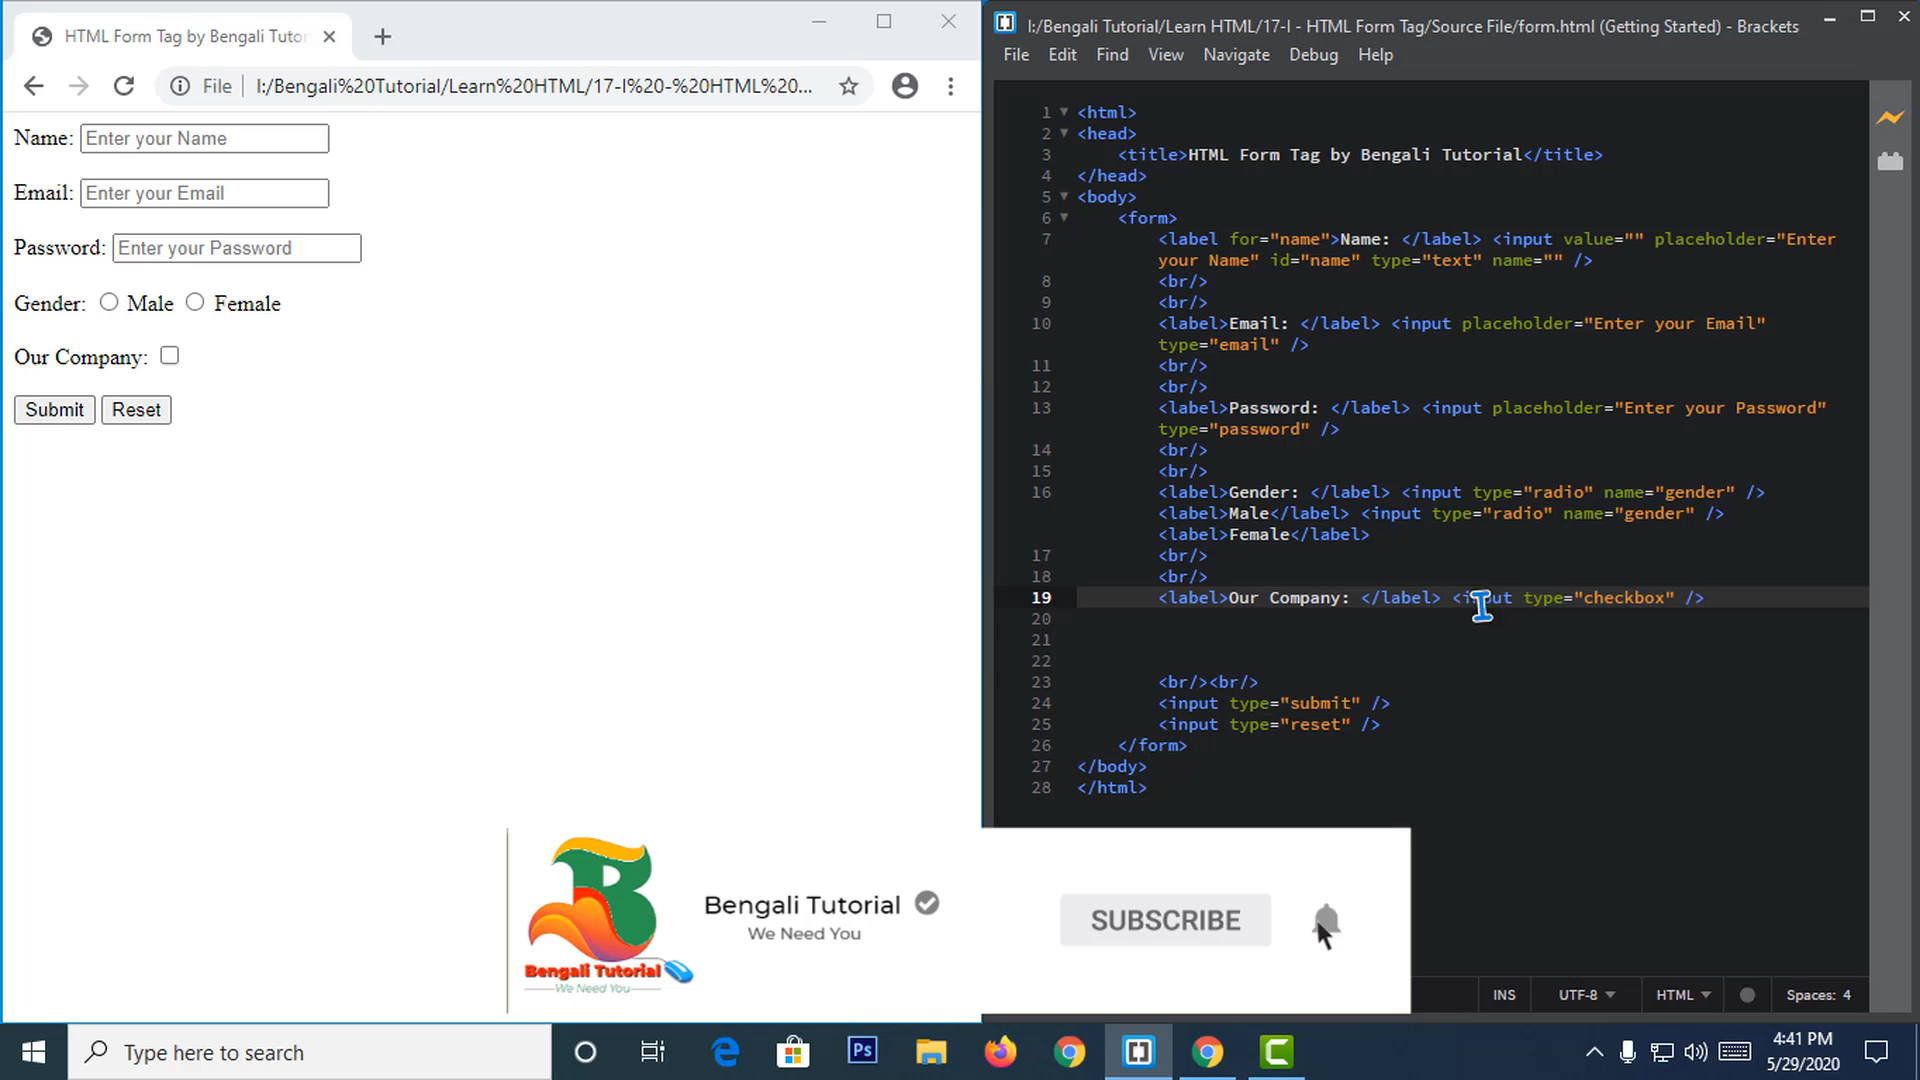 HTML Form Tag by Bengali Tutor
File
I:/Bengali%20Tutorial/Learn%20HTML/17-I%20-%20HTML%20...
Name: Enter your Name
Email: Enter your Email
Password: Enter your Password
Gender: Male Female
Our Company:
Submit Reset
I:/Bengali Tutorial/Learn HTML/17-I - HTML Form Tag/Source File/form.html (Getting Started) - Brackets
File Edit Find View Navigate Debug Help
1 <html>
2 <head>
3 <title>HTML Form Tag by Bengali Tutorial</title>
4 </head>
5 <body>
6 <form>
7 <label for="name">Name: </label> <input value="" placeholder="Enter
your Name" id="name" type="text" name="" />
8 <br/>
9 <br/>
10 <label>Email: </label> <input placeholder="Enter your Email"
type="email" />
11 <br/>
12 <br/>
13 <label>Password: </label> <input placeholder="Enter your Password"
type="password" />
14 <br/>
15 <br/>
16 <label>Gender: </label> <input type="radio" name="gender" />
<label>Male</label> <input type="radio" name="gender" />
<label>Female</label>
17 <br/>
18 <br/>
19 <label>Our Company: </label> <input type="checkbox" />
20
21
22
23 <br/><br/>
24 <input type="submit" />
25 <input type="reset" />
26 </form>
27 </body>
28 </html>
Bengali Tutorial
We Need You
Bengali Tutorial
We Need You
SUBSCRIBE
INS UTF-8 HTML Spaces: 4
Type here to search
Ps
4:41 PM
5/29/2020